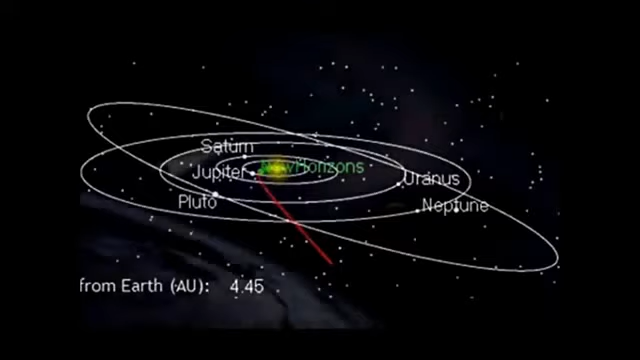 Saturn
New Horizons
Jupiter
Uranus
Pluto
Neptune
from Earth (AU): 4.45